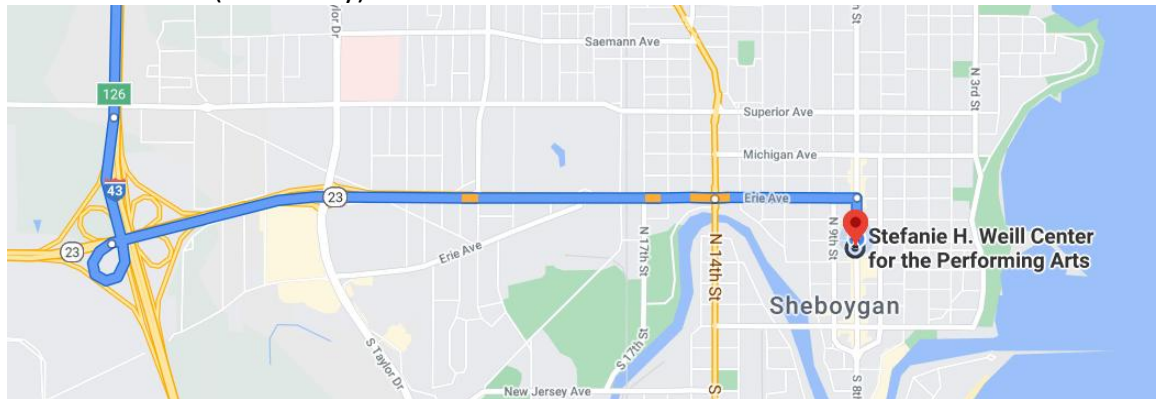 Taylor Dr
Saemann Ave
126
N 3rd St
Superior Ave
Michigan Ave
43
23
Erie Ave
N 9th St
Stefanie H. Weill Center
for the Performing Arts
23
Erie Ave
N 17th St
N 14th St
Sheboygan
S Taylor Dr
S 17th St
New Jersey Ave
S
S 8th